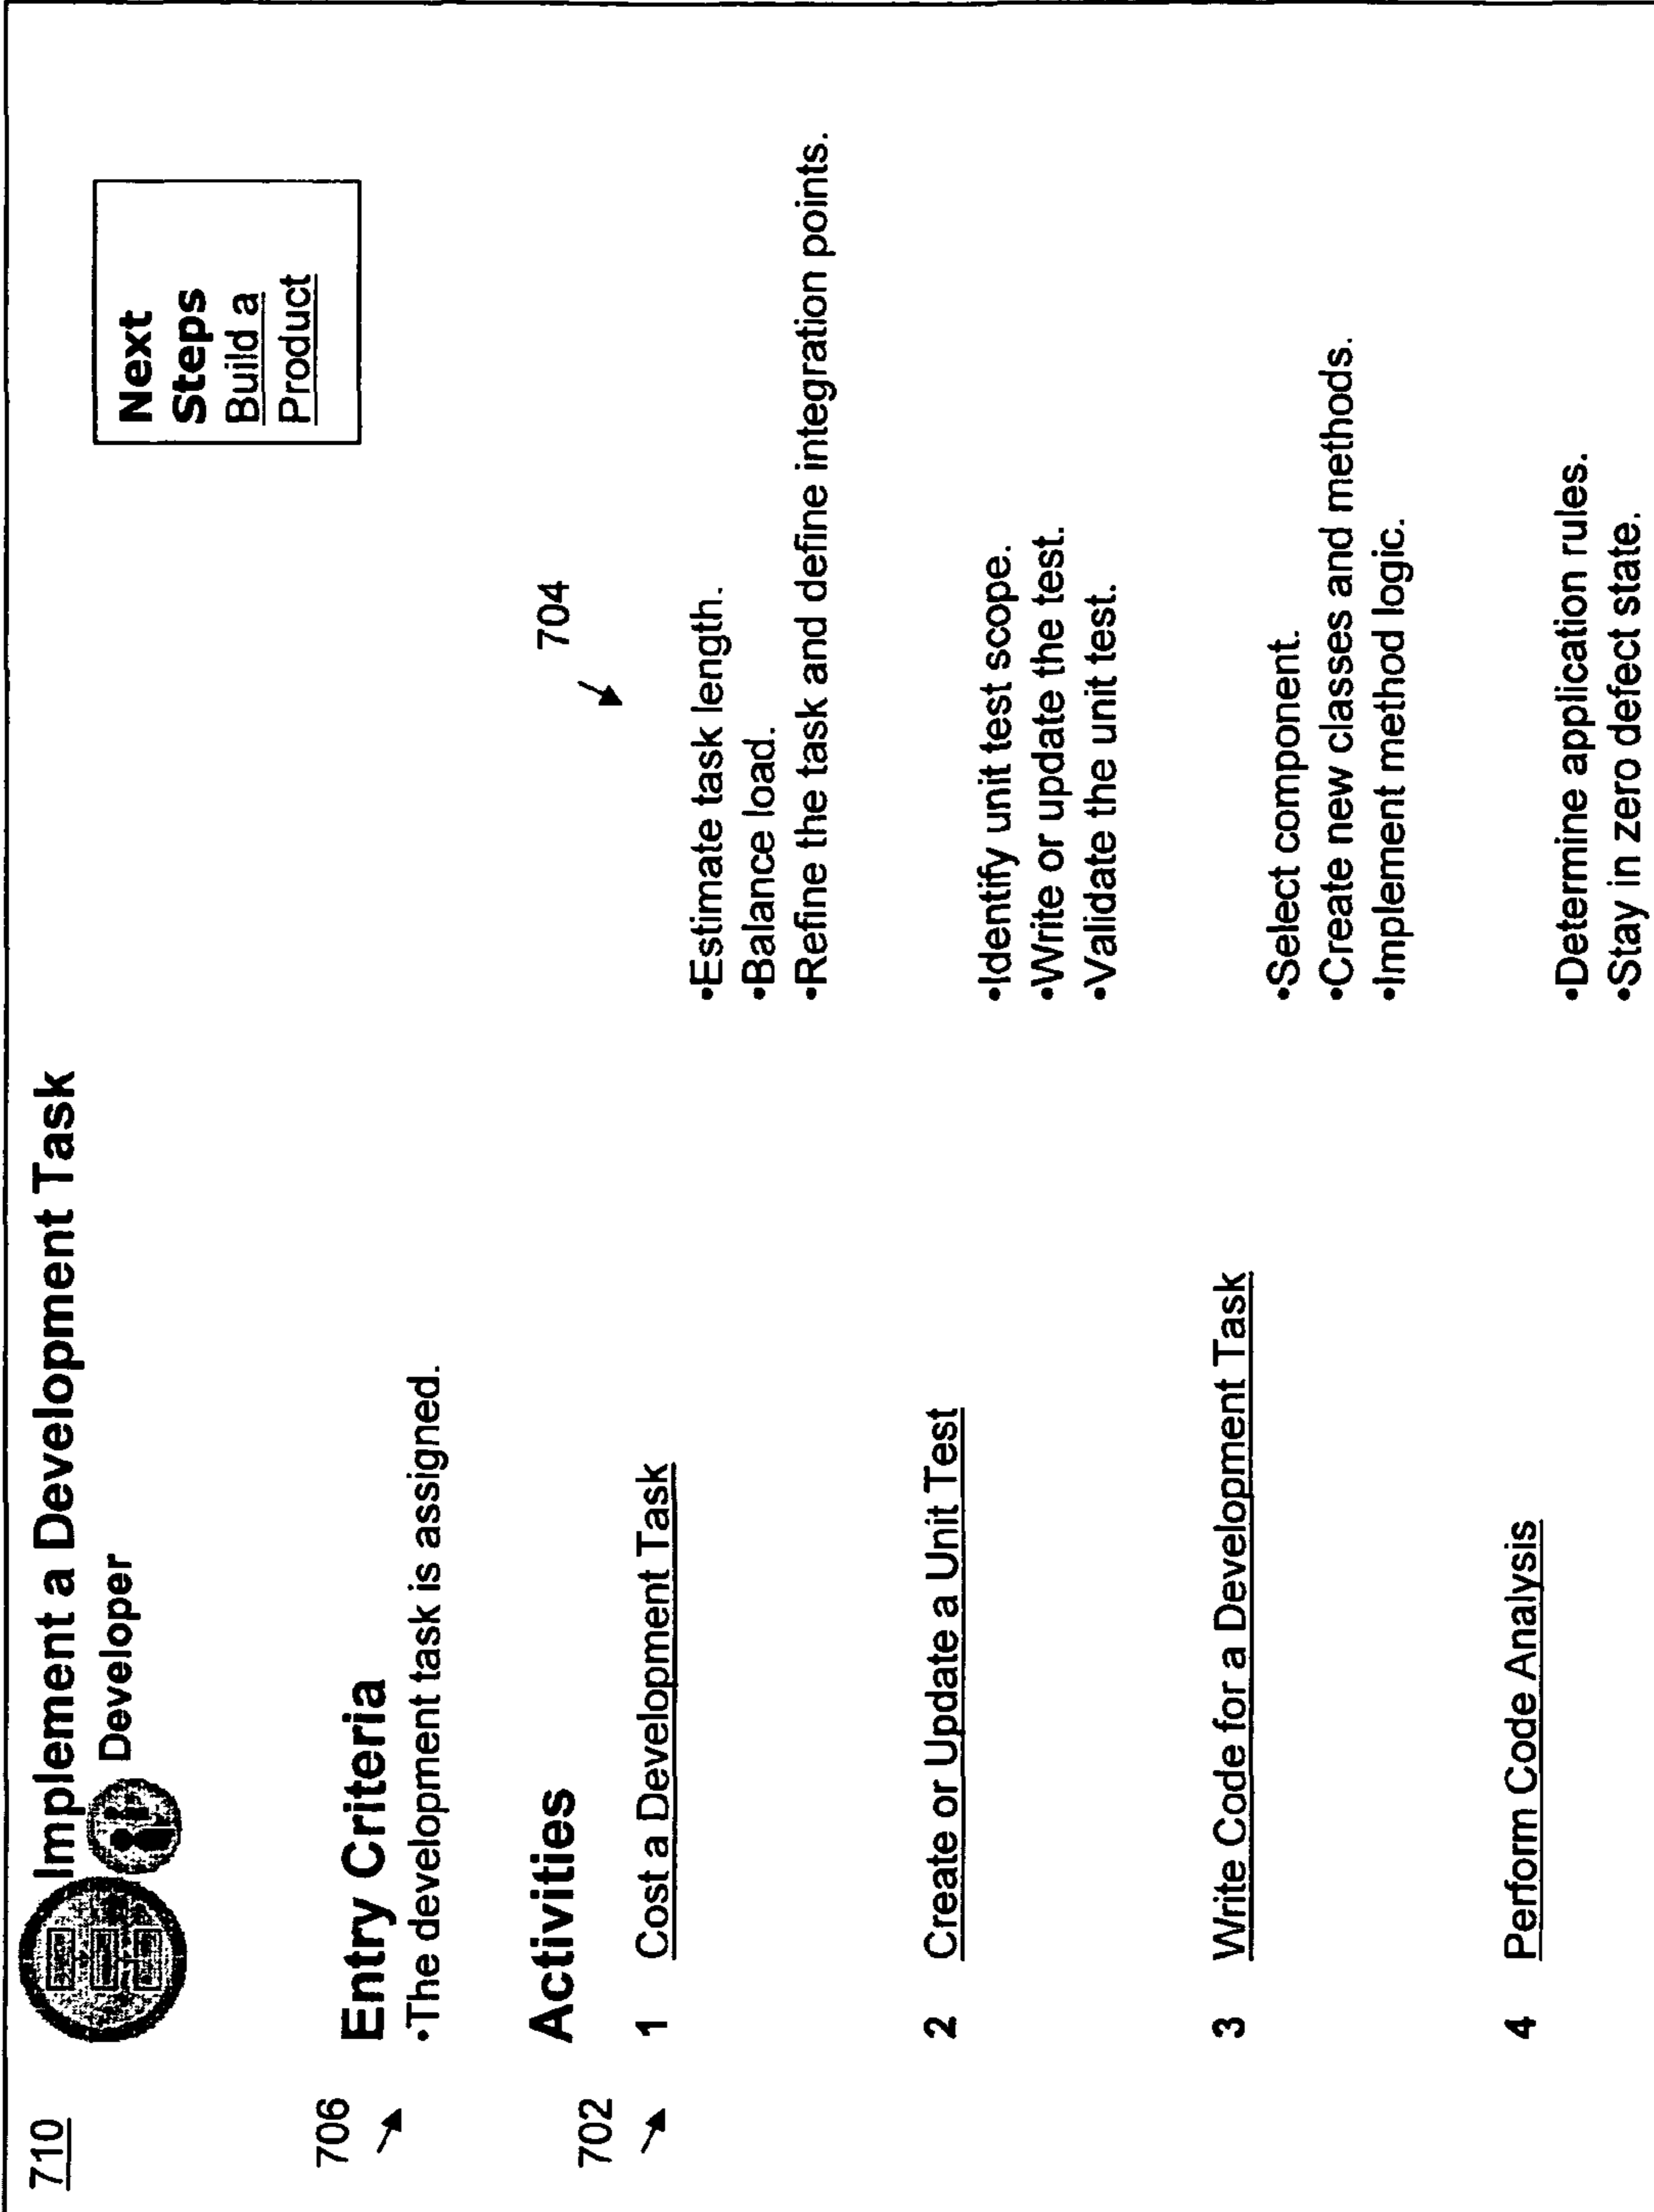 710
Implement a Development Task
Developer
Next
Steps
Build a
Product
706
Entry Criteria
•The development task is assigned.
702
Activities
704
1 Cost a Development Task
•Estimate task length.
•Balance load.
•Refine the task and define integration points.
2 Create or Update a Unit Test
•Identify unit test scope.
•Write or update the test.
•Validate the unit test.
3 Write Code for a Development Task
•Select component.
•Create new classes and methods.
•Implement method logic.
4 Perform Code Analysis
•Determine application rules.
•Stay in zero defect state.